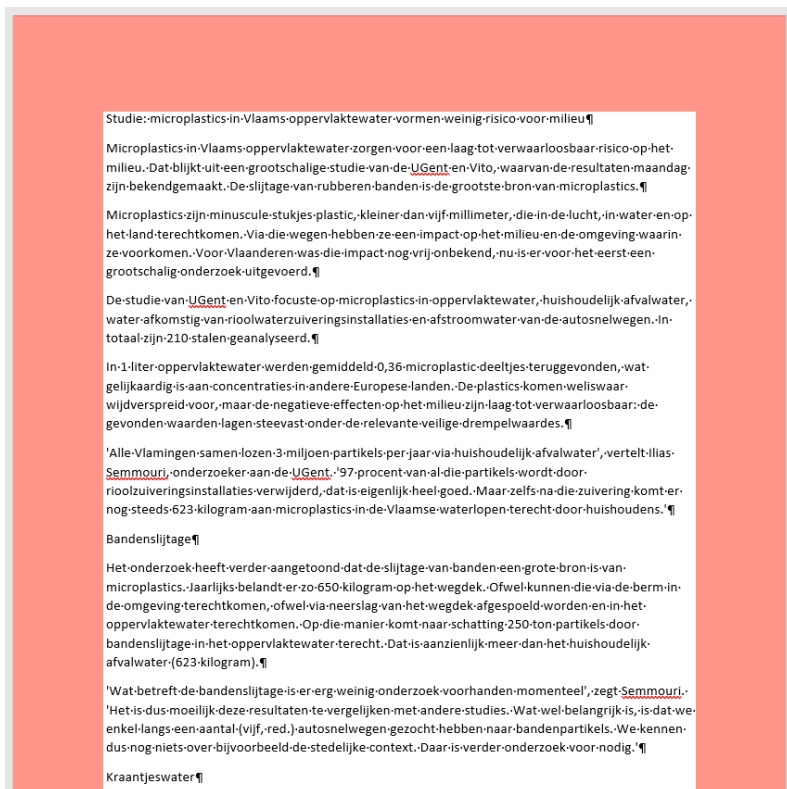 Studie: microplastics in Vlaams oppervlaktewater vormen weinig risico voor milieu¶
Microplastics in Vlaams oppervlaktewater zorgen voor een laag tot verwaarloosbaar risico op het
milieu. Dat blijkt uit een grootschalige studie van de UGent en Vito, waarvan de resultaten maandag
zijn bekendgemaakt. De slijtage van rubberen banden is de grootste bron van microplastics.¶
Microplastics zijn minuscule stukjes plastic, kleiner dan vijf millimeter, die in de lucht, in water en op
het land terechtkomen. Via die wegen hebben ze een impact op het milieu en de omgeving waarin
ze voorkomen. Voor Vlaanderen was die impact nog vrij onbekend, nu is er voor het eerst een
grootschalig onderzoek uitgevoerd.¶
De studie van UGent en Vito focuste op microplastics in oppervlaktewater, huishoudelijk afvalwater,
water afkomstig van rioolwaterzuiveringsinstallaties en afstroomwater van de autosnelwegen. In
totaal zijn 210 stalen geanalyseerd.¶
In 1 liter oppervlaktewater werden gemiddeld 0,36 microplastic deeltjes teruggevonden, wat
gelijkaardig is aan concentraties in andere Europese landen. De plastics komen weliswaar
wijdverspreid voor, maar de negatieve effecten op het milieu zijn laag tot verwaarloosbaar: de
gevonden waarden lagen steevast onder de relevante veilige drempelwaardes.¶
'Alle Vlamingen samen lozen 3 miljoen partikels per jaar via huishoudelijk afvalwater', vertelt Ilias
Semmouri, onderzoeker aan de UGent. '97 procent van al die partikels wordt door
rioolzuiveringsinstallaties verwijderd, dat is eigenlijk heel goed. Maar zelfs na die zuivering komt er
nog steeds 623 kilogram aan microplastics in de Vlaamse waterlopen terecht door huishoudens.'¶
Bandenslijtage¶
Het onderzoek heeft verder aangetoond dat de slijtage van banden een grote bron is van
microplastics. Jaarlijks belandt er zo 650 kilogram op het wegdek. Ofwel kunnen die via de berm in
de omgeving terechtkomen, ofwel via neerslag van het wegdek afgespoeld worden en in het
oppervlaktewater terechtkomen. Op die manier komt naar schatting 250 ton partikels door
bandenslijtage in het oppervlaktewater terecht. Dat is aanzienlijk meer dan het huishoudelijk
afvalwater (623 kilogram).¶
'Wat betreft de bandenslijtage is er erg weinig onderzoek voorhanden momenteel', zegt Semmouri.
'Het is dus moeilijk deze resultaten te vergelijken met andere studies. Wat wel belangrijk is, is dat we
enkel langs een aantal (vijf, red.) autosnelwegen gezocht hebben naar bandenpartikels. We kennen
dus nog niets over bijvoorbeeld de stedelijke context. Daar is verder onderzoek voor nodig.'¶
Kraantjeswater¶